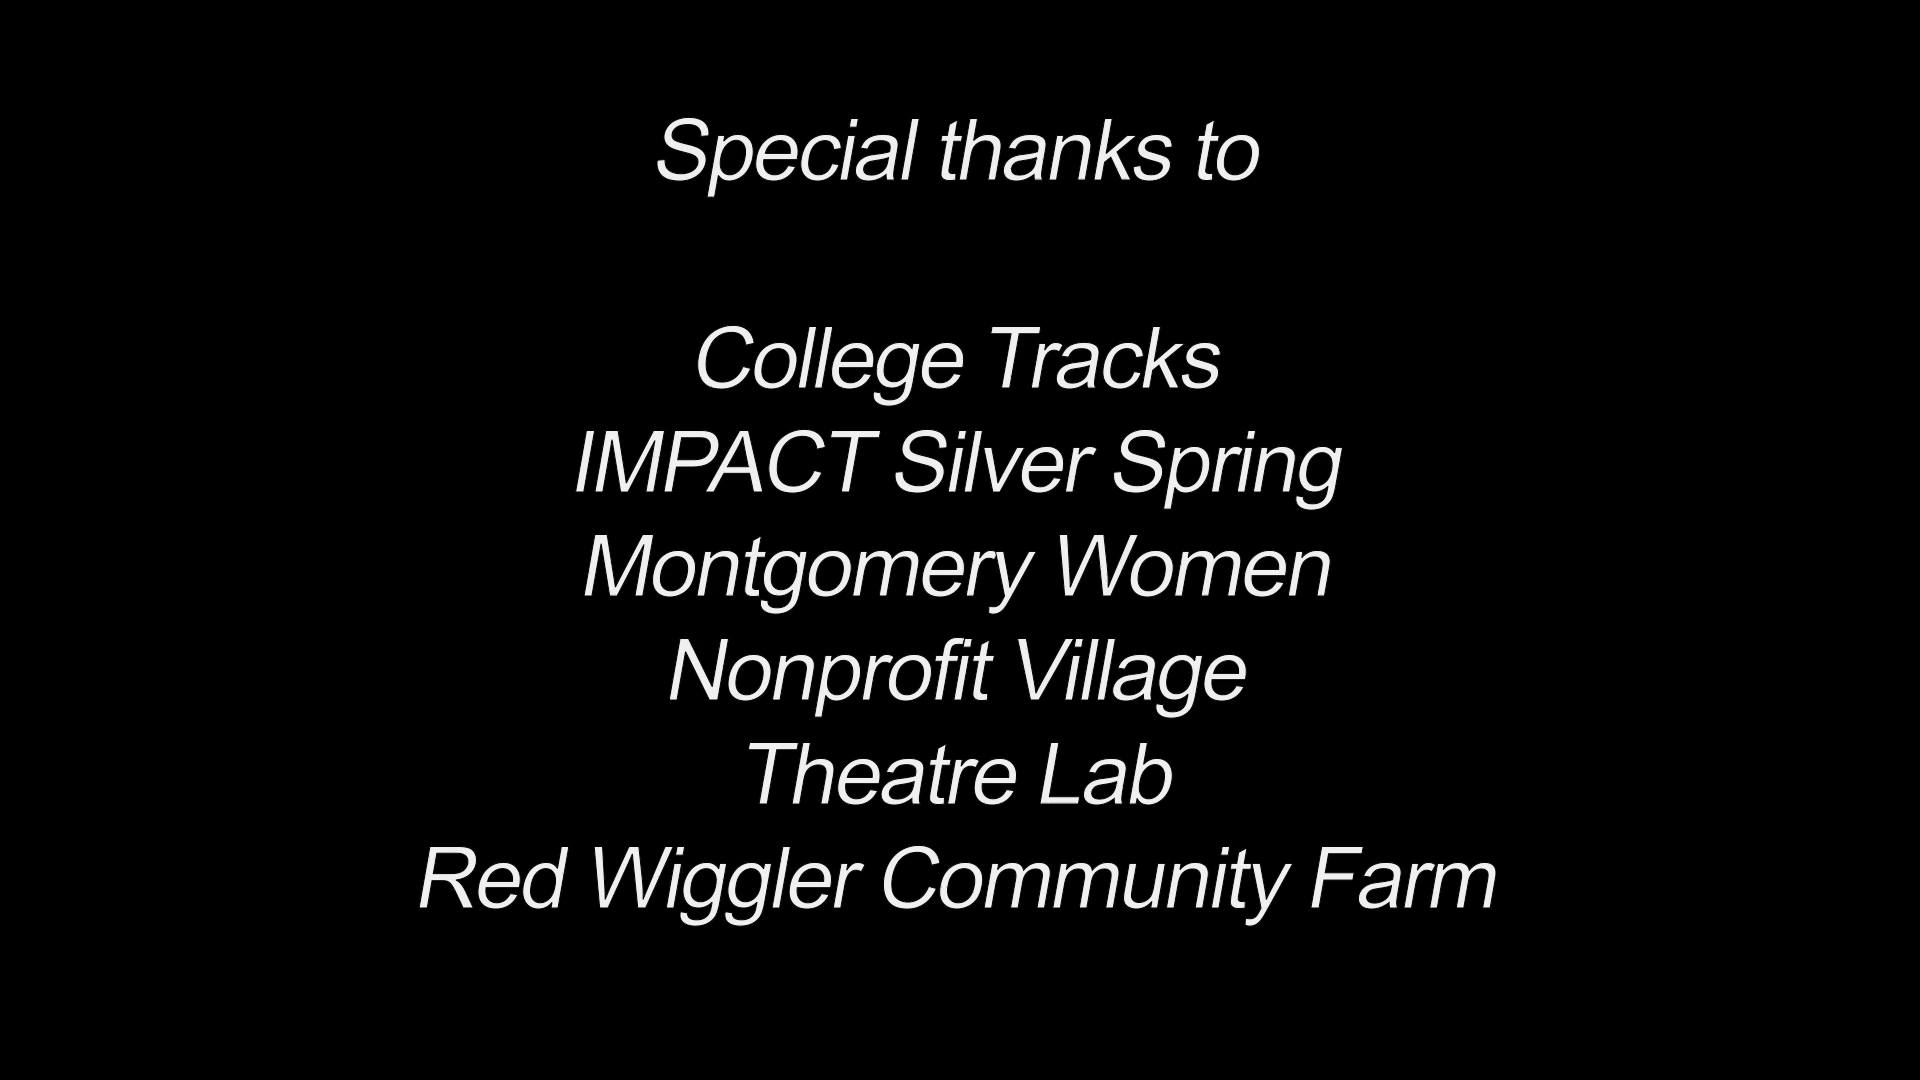 Special thanks to
College Tracks
IMPACT Silver Spring
Montgomery Women
Nonprofit Village
Theatre Lab
Red Wiggler Community Farm